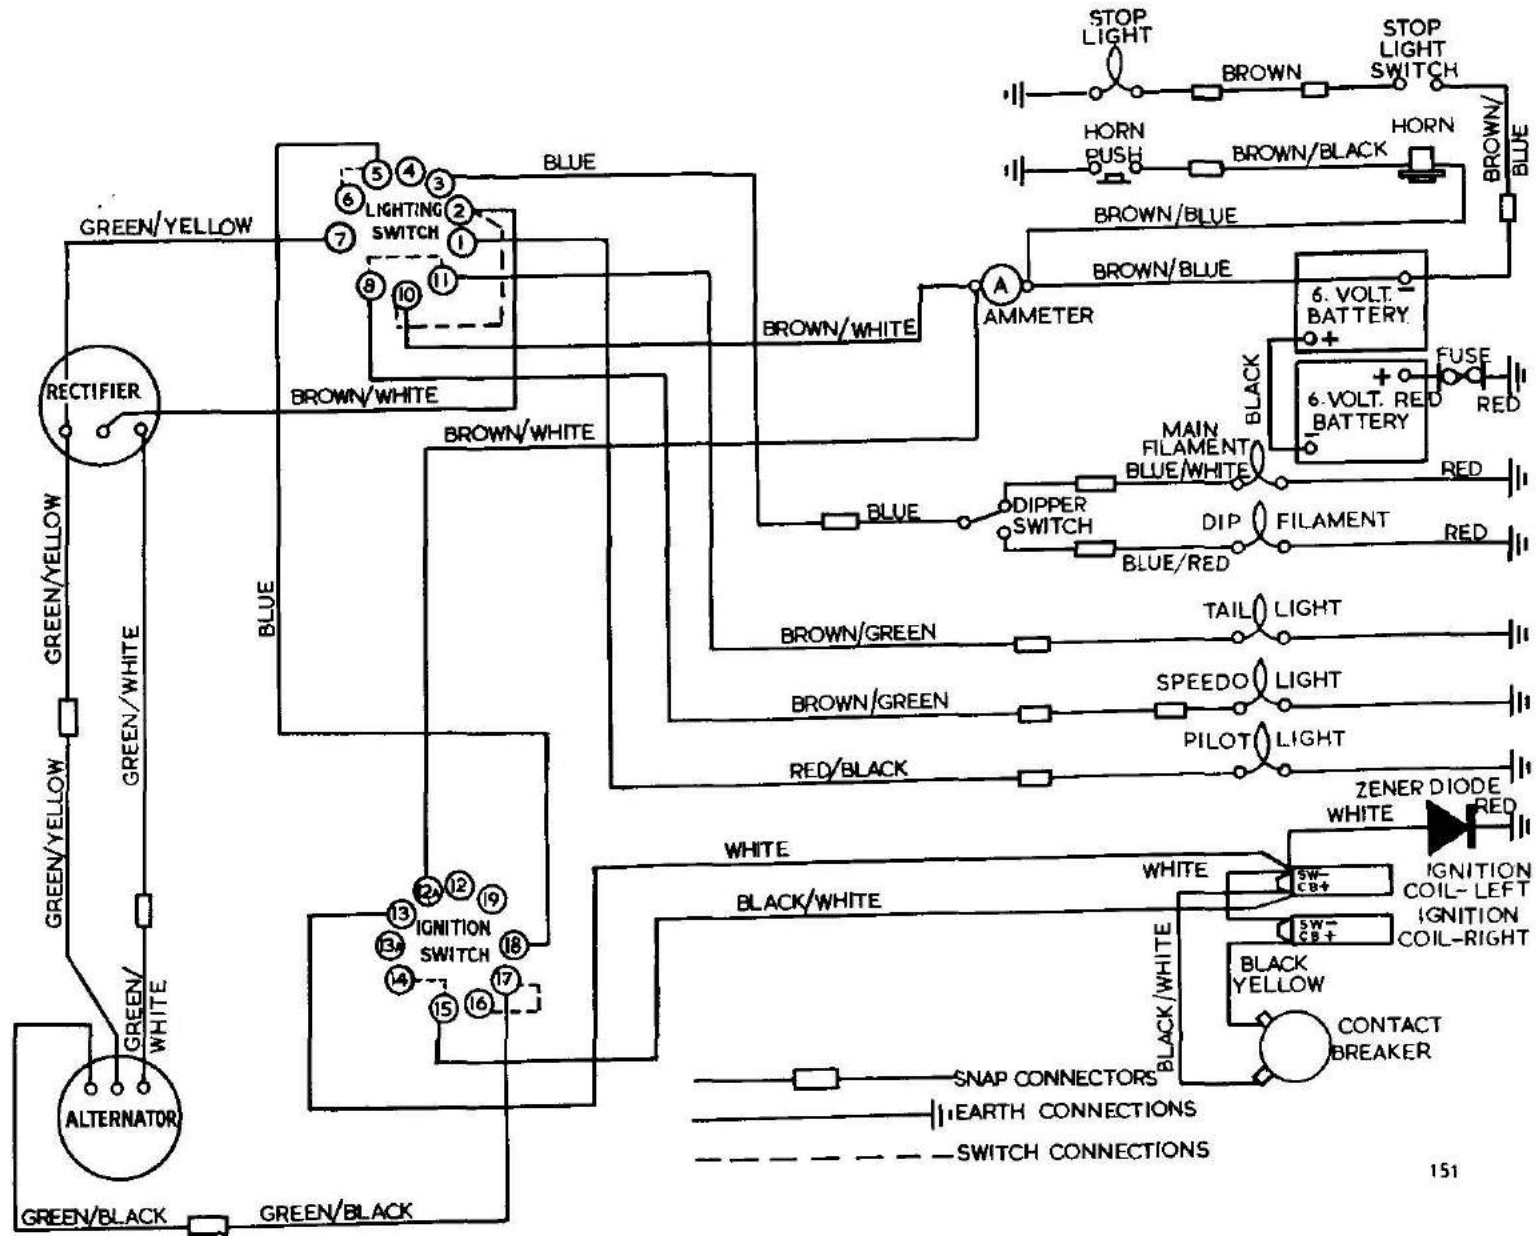 STOP
LIGHT
BROWN
STOP
LIGHT
SWITCH
BROWN/
BLUE
HORN
PUSH
BROWN/BLACK
HORN
BROWN/BLUE
BLUE
5
4
3
6
LIGHTING
2
SWITCH
7
1
8
10
11
GREEN/YELLOW
A
AMMETER
BROWN/BLUE
BROWN/WHITE
-
6. VOLT.
BATTERY
+
BLACK
+
6.VOLT. RED
BATTERY
-
FUSE
RED
RECTIFIER
BROWN/WHITE
BROWN/WHITE
MAIN
FILAMENT
BLUE/WHITE
RED
BLUE
DIPPER
SWITCH
DIP FILAMENT
RED
BLUE/RED
GREEN/YELLOW
GREEN/WHITE
BLUE
TAIL LIGHT
BROWN/GREEN
SPEEDO LIGHT
BROWN/GREEN
PILOT LIGHT
RED/BLACK
GREEN/YELLOW
ZENER DIODE
WHITE
RED
WHITE
WHITE
SW-
CB+
IGNITION
COIL-LEFT
BLACK/WHITE
SW-
CB+
IGNITION
COIL-RIGHT
12A
12
19
13
IGNITION
13A
SWITCH
18
14
17
15
16
BLACK/WHITE
BLACK
YELLOW
CONTACT
BREAKER
GREEN/
WHITE
ALTERNATOR
GREEN/BLACK
GREEN/BLACK
SNAP CONNECTORS
EARTH CONNECTIONS
SWITCH CONNECTIONS
151